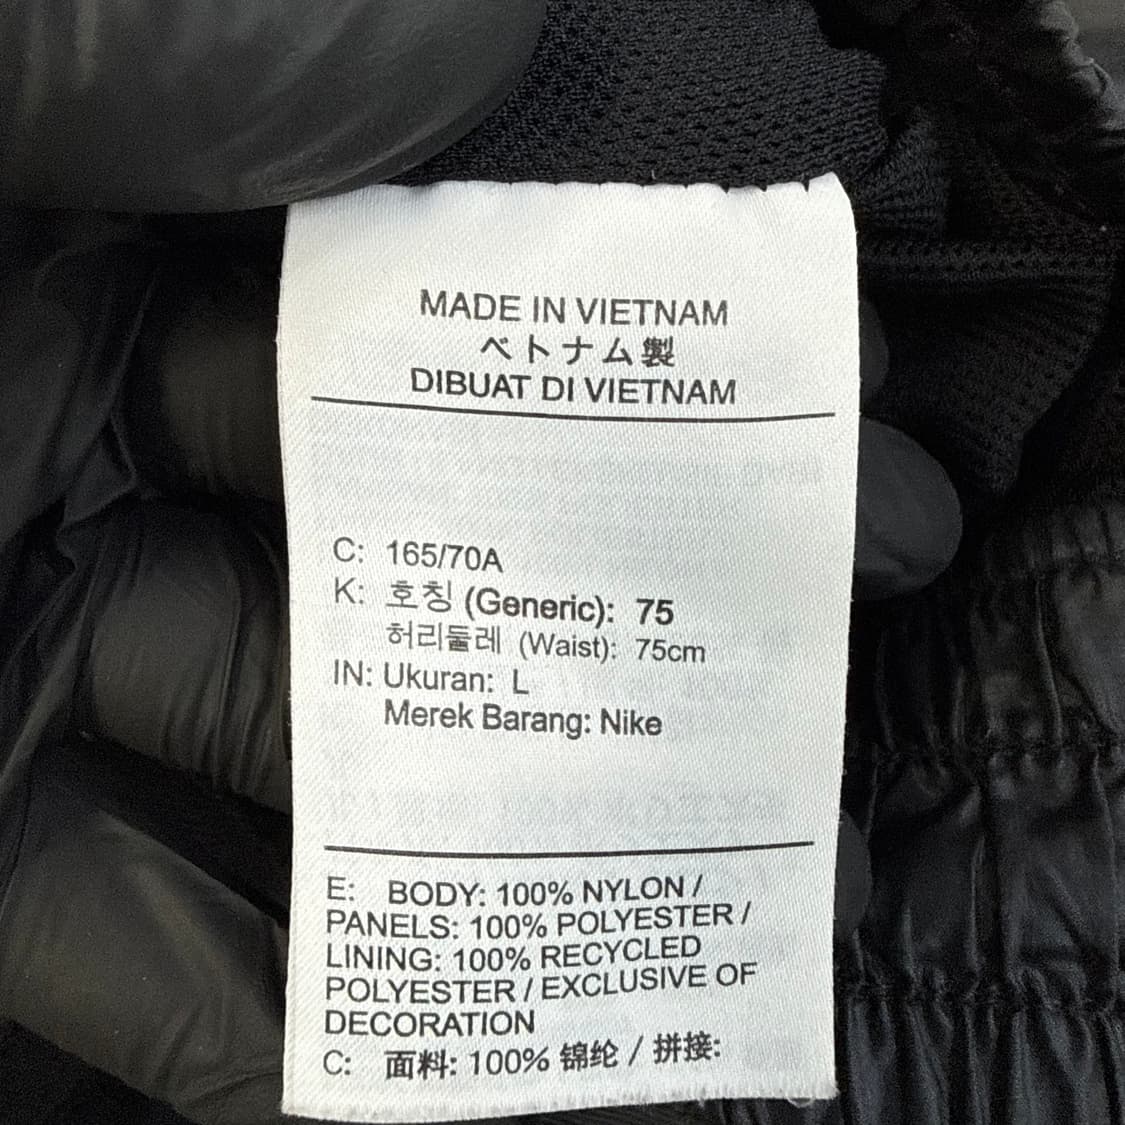 MADE IN VIETNAM
ベトナム製
DIBUAT DI VIETNAM
C: 165/70A
K: 호칭 (Generic): 75
허리둘레 (Waist): 75cm
IN: Ukuran: L
Merek Barang: Nike
E: BODY: 100% NYLON /
PANELS: 100% POLYESTER /
LINING: 100% RECYCLED
POLYESTER / EXCLUSIVE OF
DECORATION
C: 面料: 100% 锦纶 / 拼接: